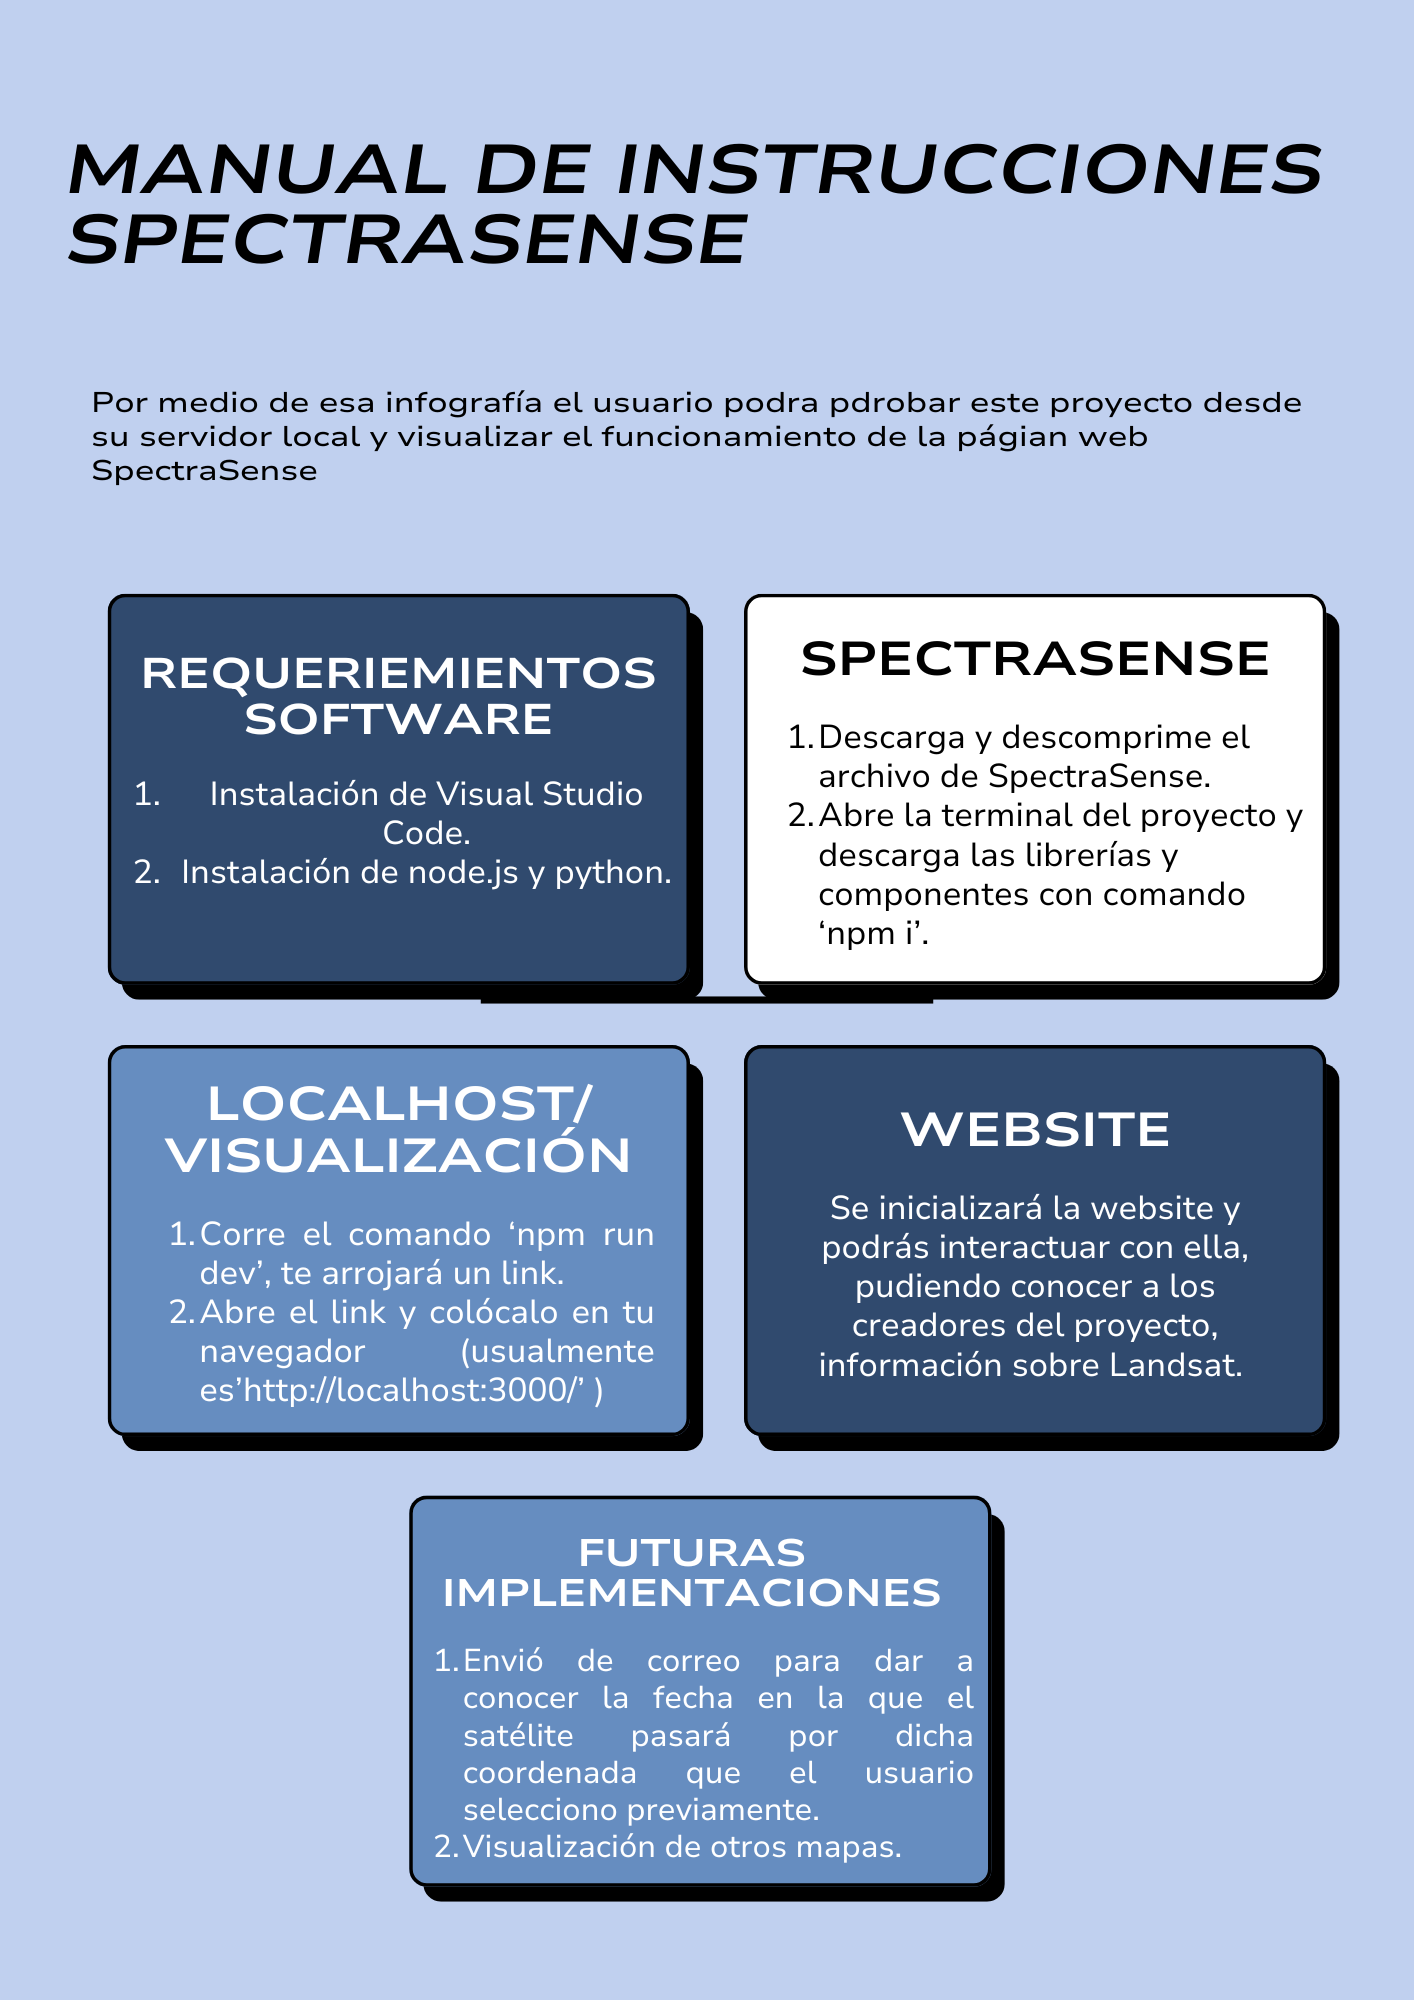 MANUAL DE INSTRUCCIONES
SPECTRASENSE
Por medio de esa infografía el usuario podra pdrobar este proyecto desde
su servidor local y visualizar el funcionamiento de la págian web
SpectraSense
REQUERIEMIENTOS
SOFTWARE
1. Instalación de Visual Studio
Code.
2. Instalación de node.js y python.
SPECTRASENSE
1. Descarga y descomprime el
archivo de SpectraSense.
2. Abre la terminal del proyecto y
descarga las librerías y
componentes con comando
‘npm i’.
LOCALHOST/
VISUALIZACIÓN
1. Corre el comando ‘npm run
dev’, te arrojará un link.
2. Abre el link y colócalo en tu
navegador (usualmente
es’http://localhost:3000/’ )
WEBSITE
Se inicializará la website y
podrás interactuar con ella,
pudiendo conocer a los
creadores del proyecto,
información sobre Landsat.
FUTURAS
IMPLEMENTACIONES
1. Envió de correo para dar a
conocer la fecha en la que el
satélite pasará por dicha
coordenada que el usuario
selecciono previamente.
2. Visualización de otros mapas.